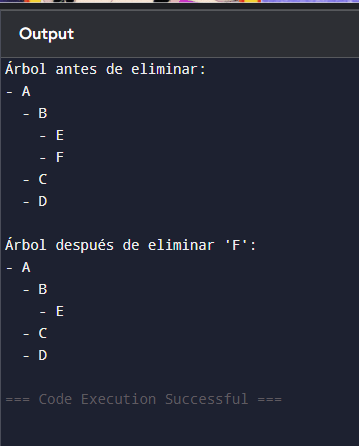 Output
Árbol antes de eliminar:
- A
  - B
    - E
    - F
  - C
  - D

Árbol después de eliminar 'F':
- A
  - B
    - E
  - C
  - D

=== Code Execution Successful ===